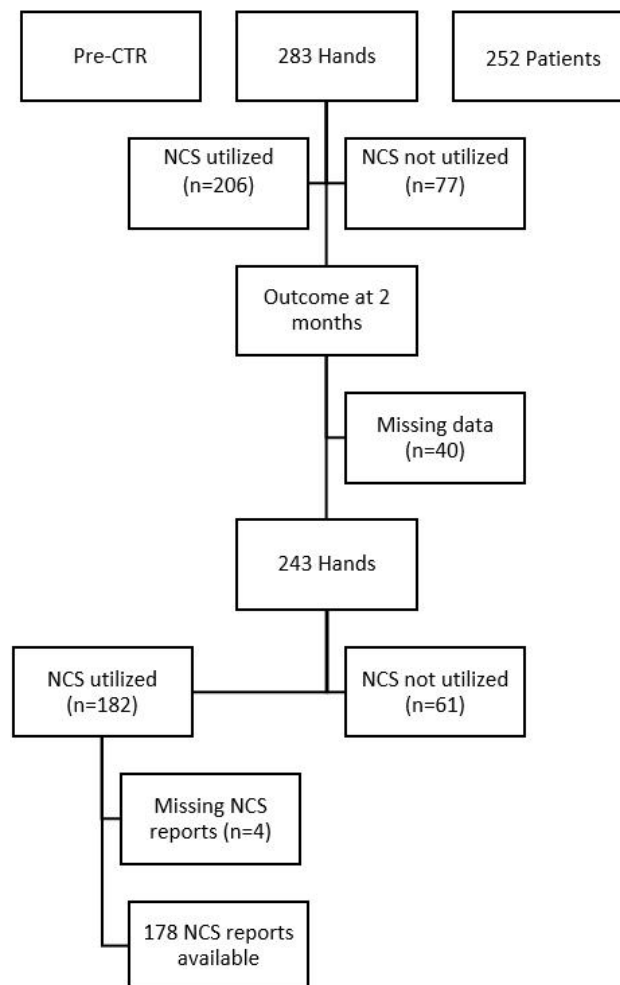 Pre-CTR
283 Hands
252 Patients
NCS utilized
(n=206)
NCS not utilized
(n=77)
Outcome at 2
months
Missing data
(n=40)
243 Hands
NCS utilized
(n=182)
NCS not utilized
(n=61)
Missing NCS
reports (n=4)
178 NCS reports
available